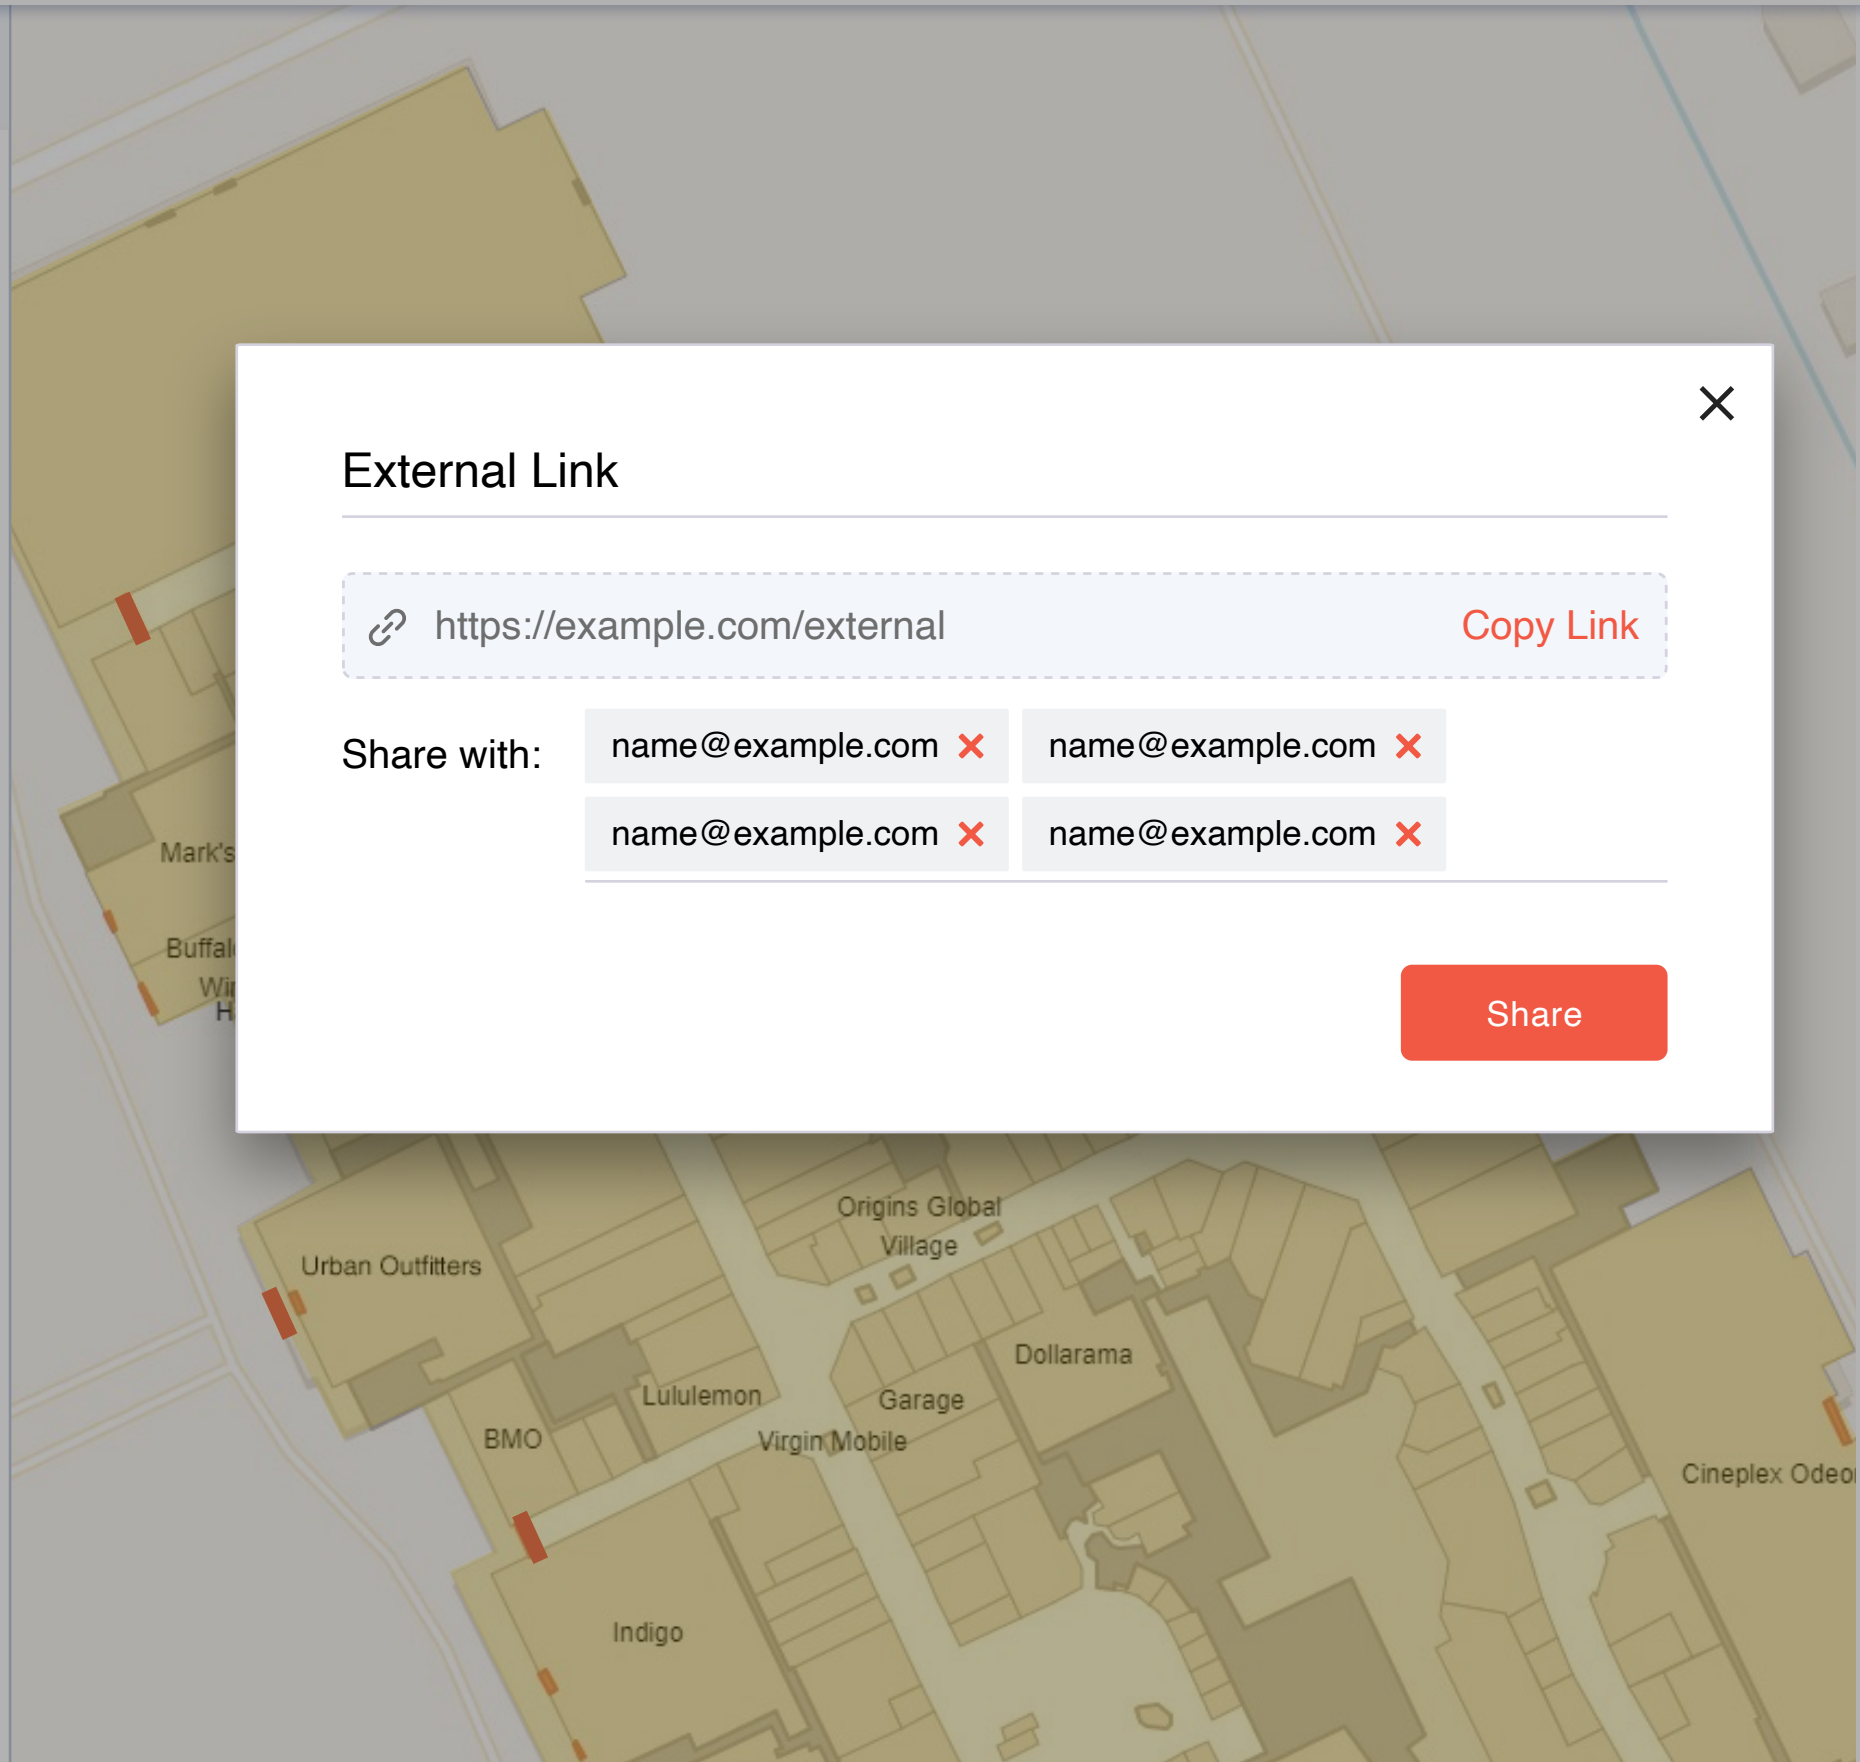 External Link
https://example.com/external Copy Link
Share with: name@example.com name@example.com
name@example.com name@example.com
Share
Mark's
Buffal
Wi
H
Origins Global
Village
Urban Outfitters
Dollarama
Lululemon
Garage
BMO
Virgin Mobile
Cineplex Odeo
Indigo